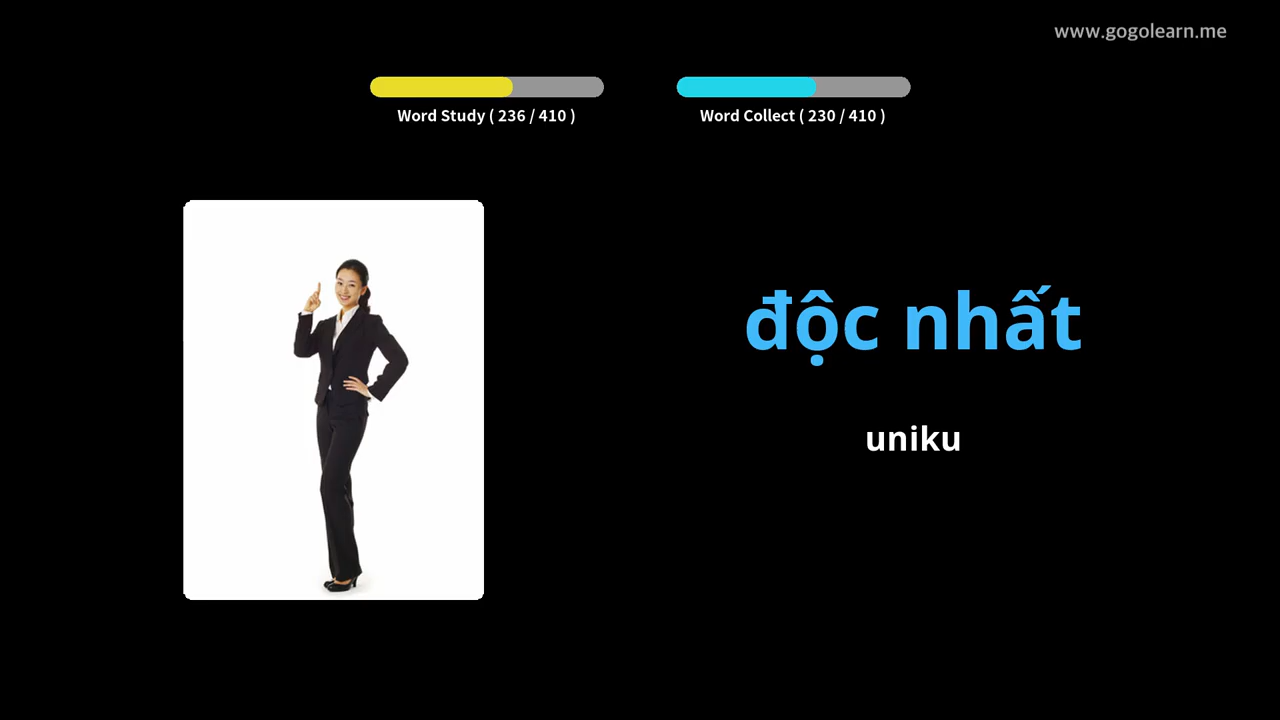 www.gogolearn.me
Word Study ( 236 / 410 )
Word Collect ( 230 / 410 )
độc nhất
uniku